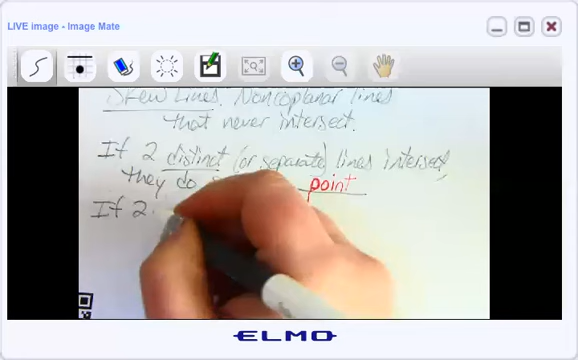 LIVE image - Image Mate
Skew Lines: Noncoplanar lines
that never intersect.
If 2 distinct (or separate) lines intersect,
they do
point
If 2
ELMO